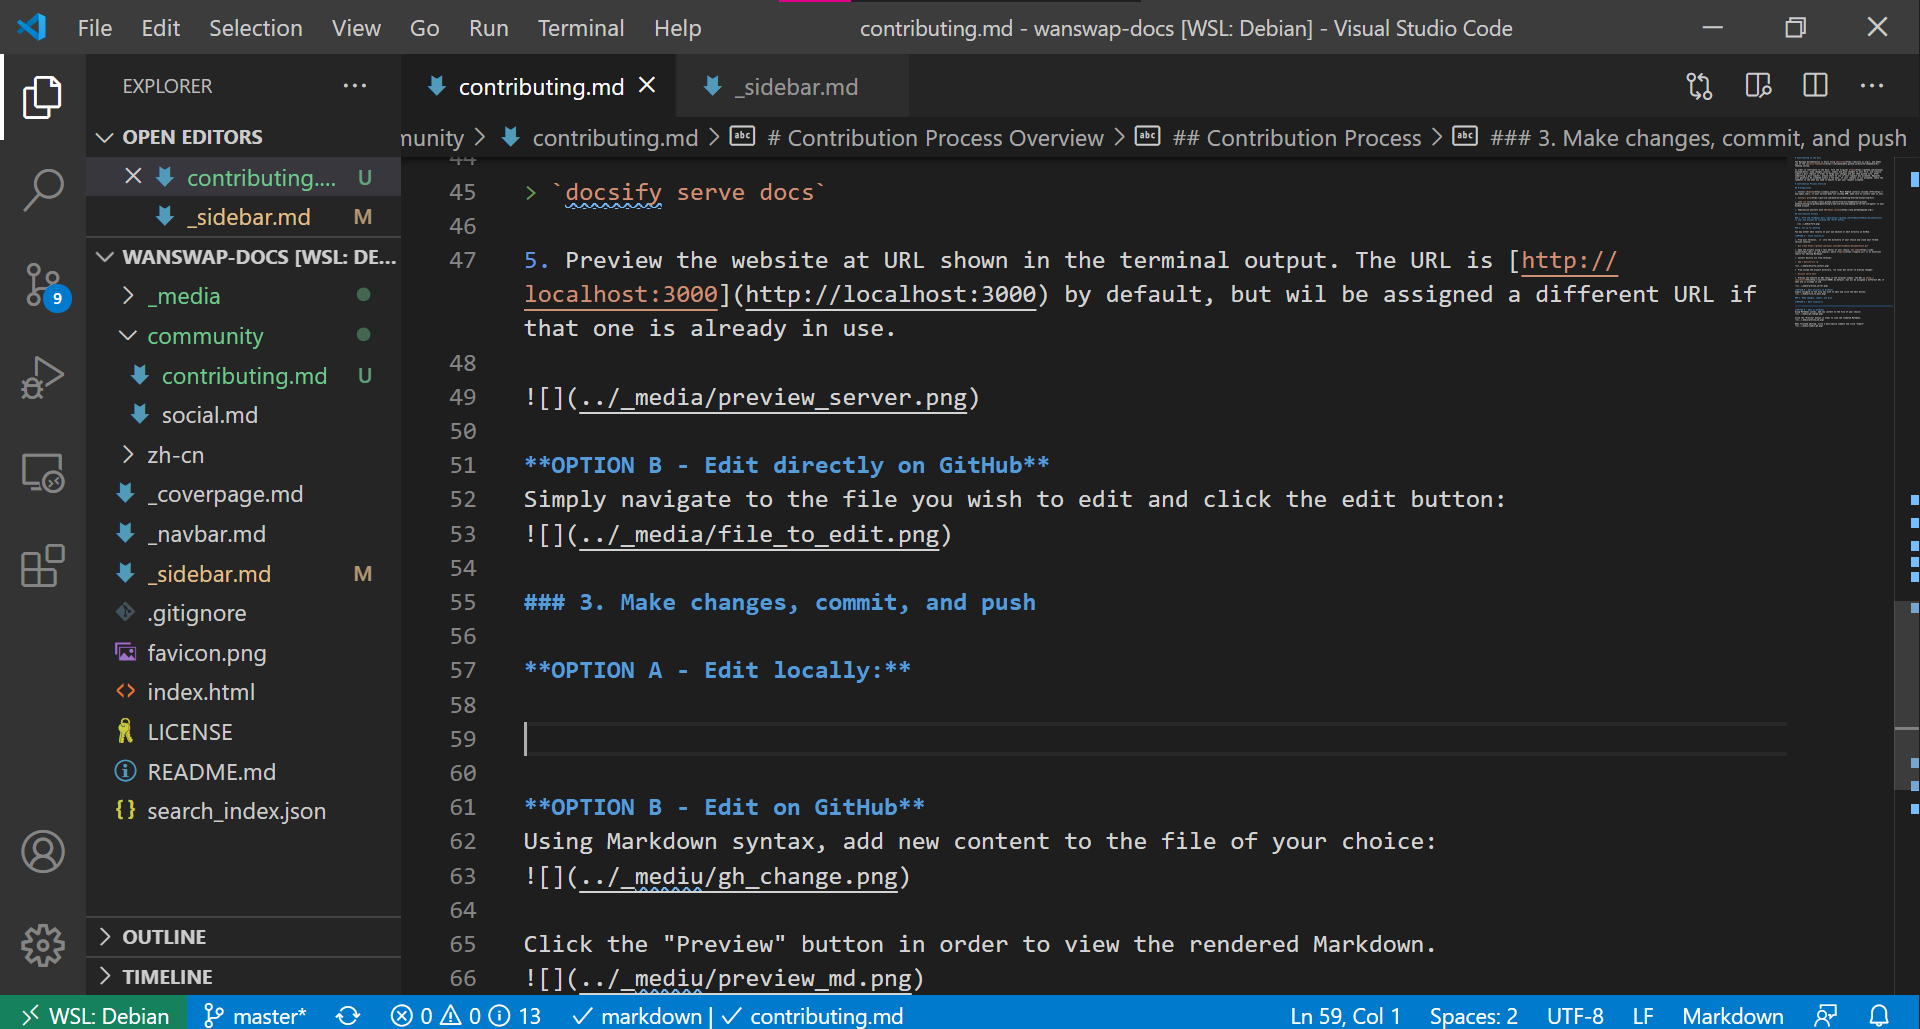 File Edit Selection View Go Run Terminal Help
contributing.md - wanswap-docs [WSL: Debian] - Visual Studio Code
EXPLORER
OPEN EDITORS
contributing.... U
_sidebar.md M
WANSWAP-DOCS [WSL: DE...
_media
community
contributing.md U
social.md
zh-cn
_coverpage.md
_navbar.md
_sidebar.md M
.gitignore
favicon.png
index.html
LICENSE
README.md
search_index.json
OUTLINE
TIMELINE
9
contributing.md
_sidebar.md
munity > contributing.md > # Contribution Process Overview > ## Contribution Process > ### 3. Make changes, commit, and push
44
45 > `docsify serve docs`
46
47 5. Preview the website at URL shown in the terminal output. The URL is [http://
localhost:3000](http://localhost:3000) by default, but wil be assigned a different URL if
that one is already in use.
48
49 ![](../_media/preview_server.png)
50
51 **OPTION B - Edit directly on GitHub**
52 Simply navigate to the file you wish to edit and click the edit button:
53 ![](../_media/file_to_edit.png)
54
55 ### 3. Make changes, commit, and push
56
57 **OPTION A - Edit locally:**
58
59
60
61 **OPTION B - Edit on GitHub**
62 Using Markdown syntax, add new content to the file of your choice:
63 ![](../_mediu/gh_change.png)
64
65 Click the "Preview" button in order to view the rendered Markdown.
66 ![](../_mediu/preview_md.png)
WSL: Debian master* 0 0 13 markdown | contributing.md
Ln 59, Col 1 Spaces: 2 UTF-8 LF Markdown